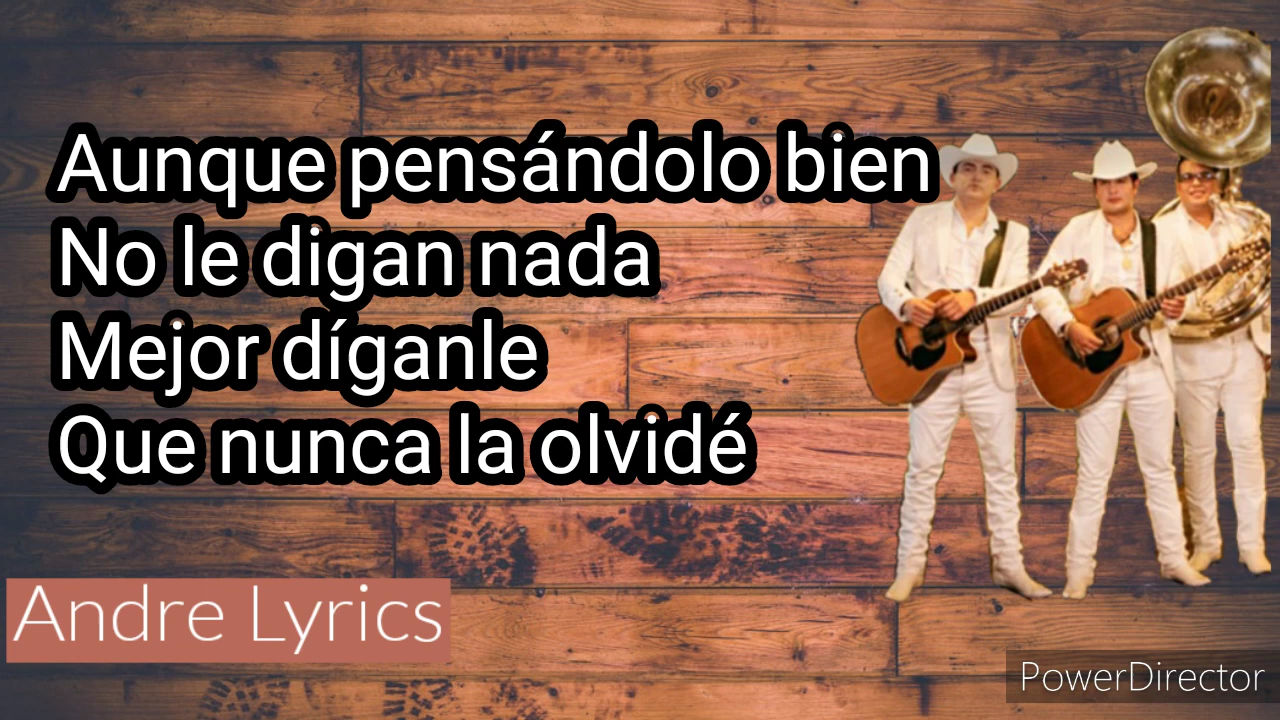 Aunque pensándolo bien
No le digan nada
Mejor díganle
Que nunca la olvidé
Andre Lyrics
PowerDirector